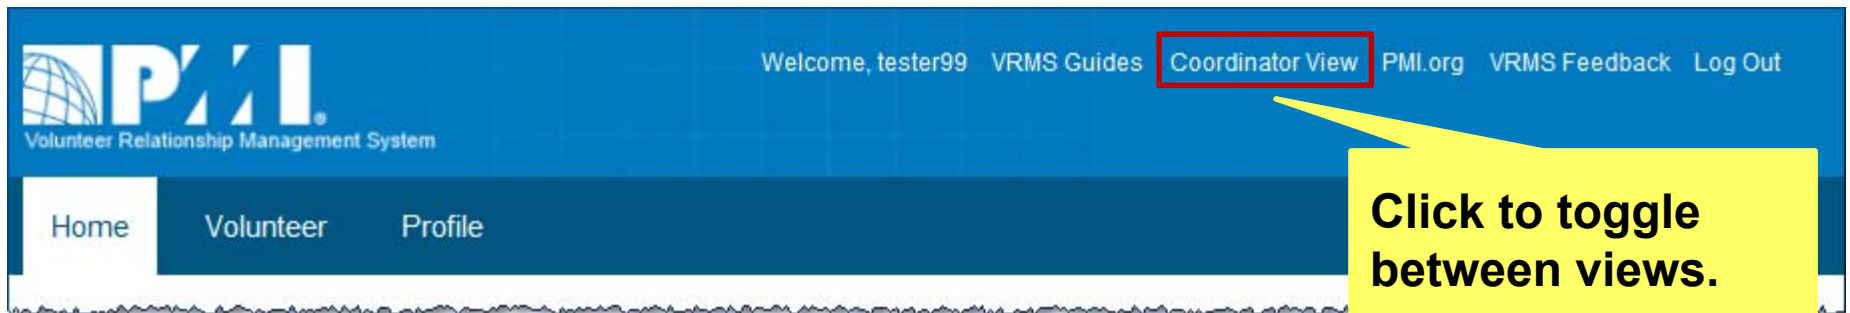 PMI®
Volunteer Relationship Management System
Welcome, tester99 VRMS Guides Coordinator View PMI.org VRMS Feedback Log Out
Home Volunteer Profile
Click to toggle
between views.